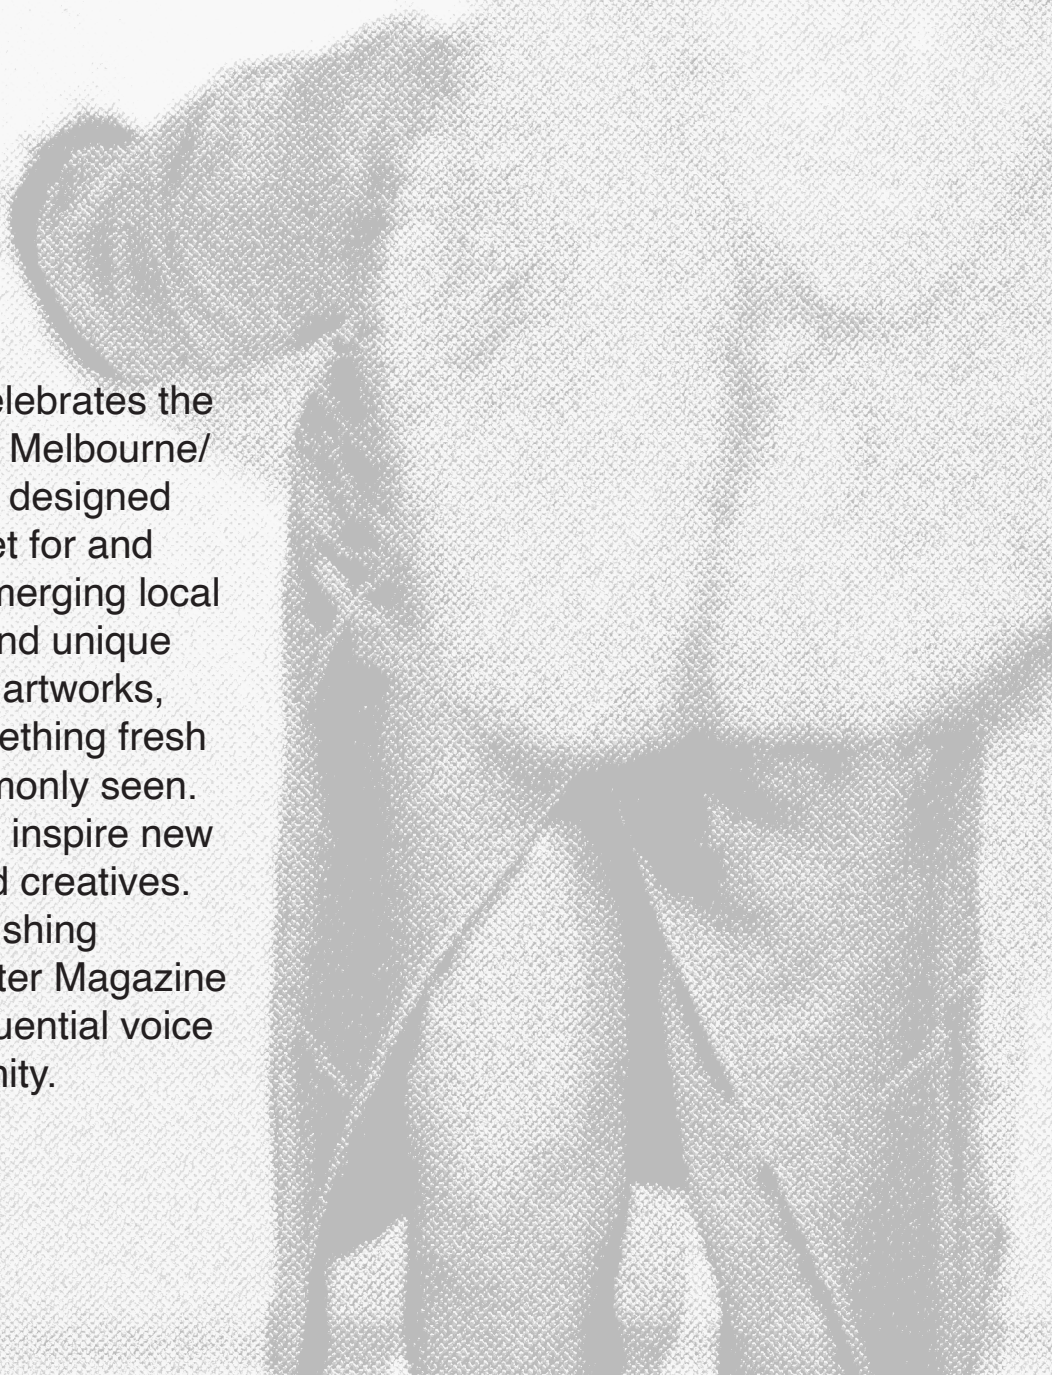 elebrates the
Melbourne/
designed
et for and
merging local
nd unique
artworks,
ething fresh
monly seen.
inspire new
d creatives.
shing
ter Magazine
uential voice
nity.